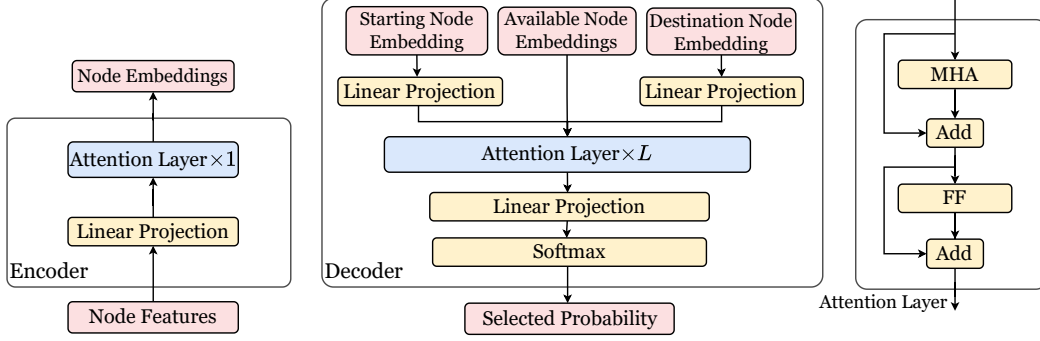 Node Embeddings
Attention Layer×1
Linear Projection
Encoder
Node Features
Starting Node
Embedding
Available Node
Embeddings
Destination Node
Embedding
Linear Projection
Linear Projection
Attention Layer×L
Linear Projection
Softmax
Decoder
Selected Probability
MHA
Add
FF
Add
Attention Layer